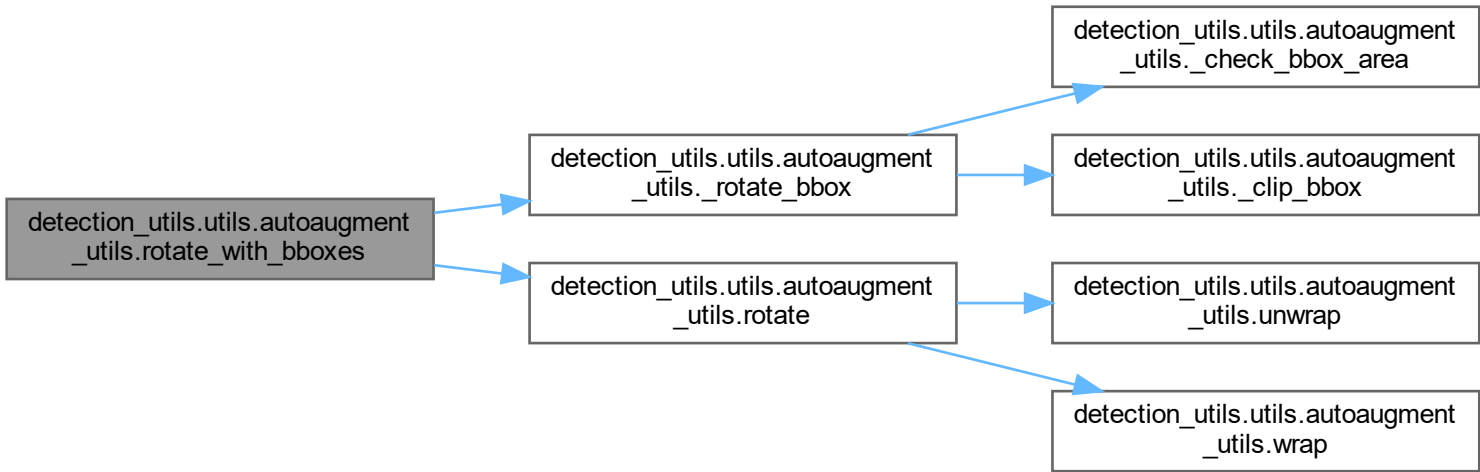 detection_utils.utils.autoaugment
_utils.rotate_with_bboxes
detection_utils.utils.autoaugment
_utils._rotate_bbox
detection_utils.utils.autoaugment
_utils.rotate
detection_utils.utils.autoaugment
_utils._check_bbox_area
detection_utils.utils.autoaugment
_utils._clip_bbox
detection_utils.utils.autoaugment
_utils.unwrap
detection_utils.utils.autoaugment
_utils.wrap